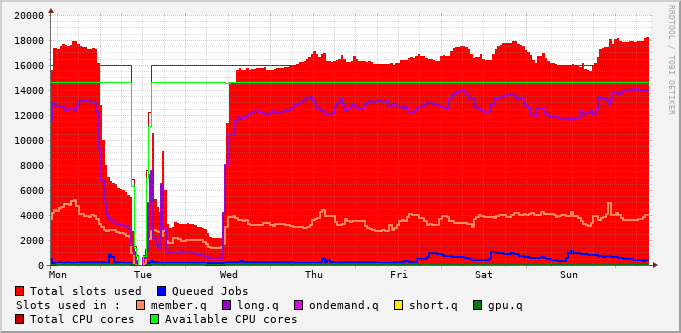 20000
18000
16000
14000
12000
10000
8000
6000
4000
2000
0
Mon Tue Wed Thu Fri Sat Sun
RRDTOOL / TOBI OETIKER
Total slots used Queued Jobs
Slots used in : member.q long.q ondemand.q short.q gpu.q
Total CPU cores Available CPU cores